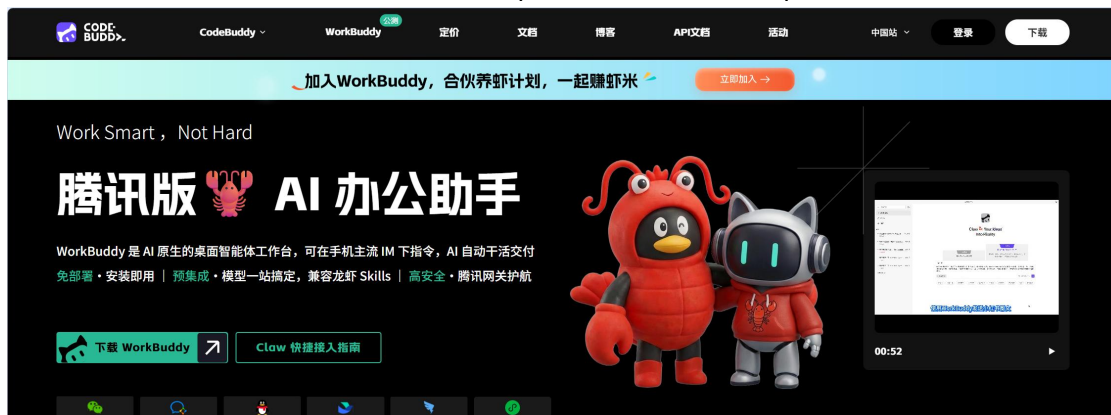 CODE-
BUDD>_
CodeBuddy
WorkBuddy
公测
定价
文档
博客
API文档
活动
中国站
登录
下载
加入WorkBuddy，合伙养虾计划，一起赚虾米
立即加入 →
Work Smart ， Not Hard
腾讯版 AI 办公助手
WorkBuddy 是 AI 原生的桌面智能体工作台，可在手机主流 IM 下指令，AI 自动干活交付
免部署・安装即用 | 预集成・模型一站搞定，兼容龙虾 Skills | 高安全・腾讯网关护航
下载 WorkBuddy
Claw 快捷接入指南
00:52